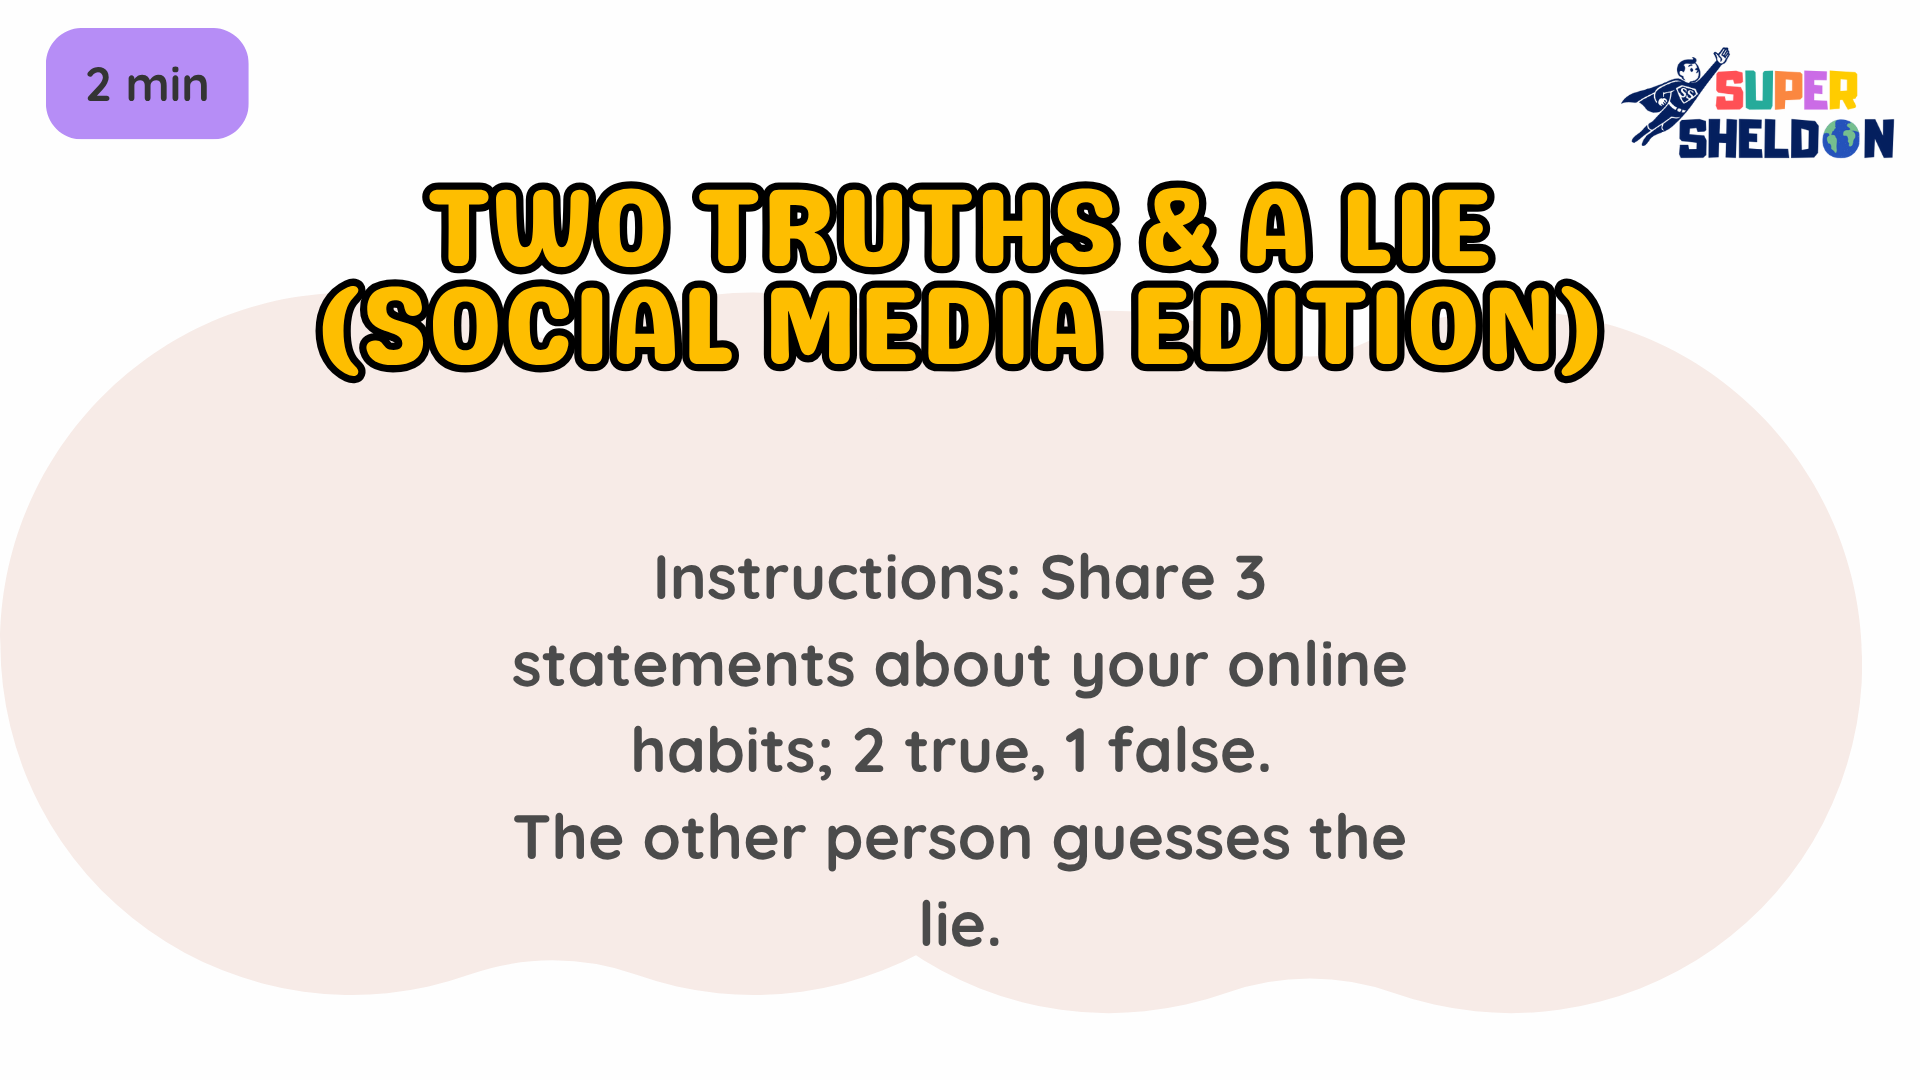 2 min
SUPER
SHELDON
TWO TRUTHS & A LIE
(SOCIAL MEDIA EDITION)
Instructions: Share 3
statements about your online
habits; 2 true, 1 false.
The other person guesses the
lie.